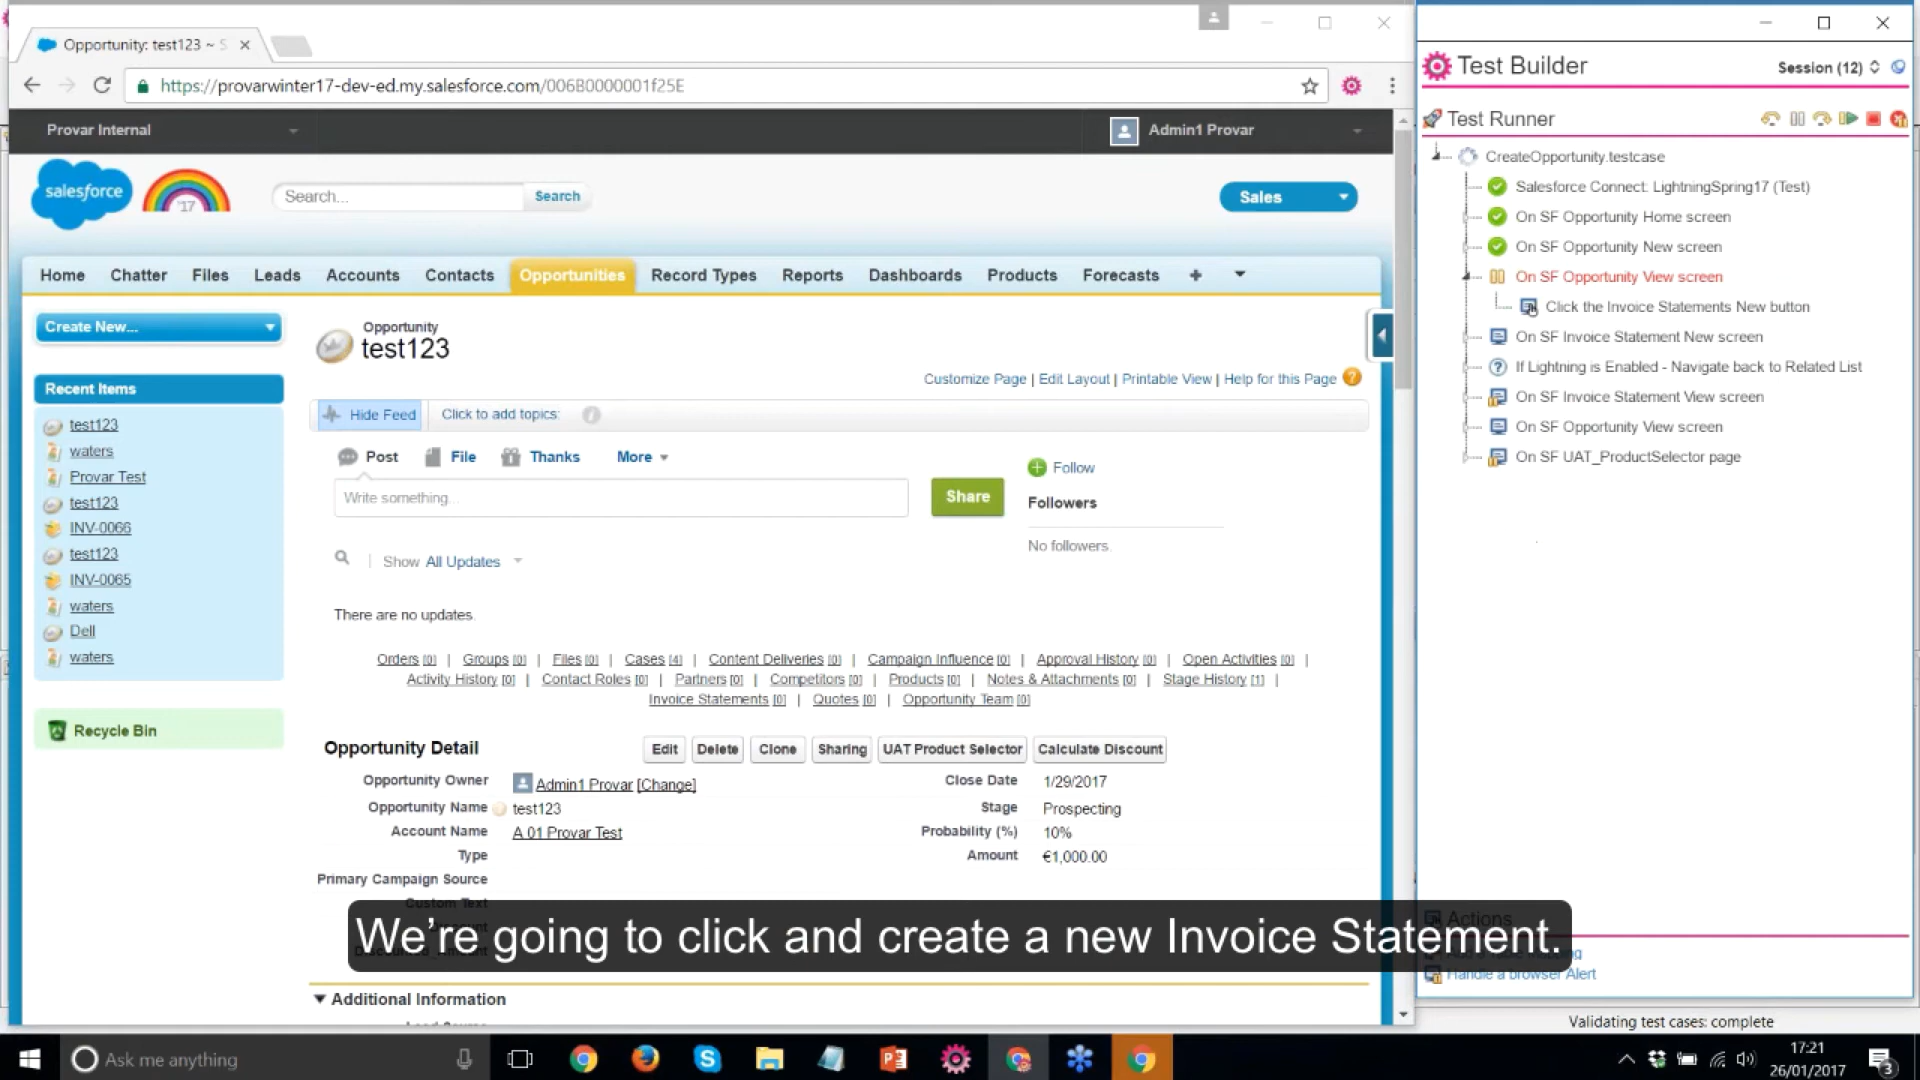 Opportunity: test123 ~ S
https://provarwinter17-dev-ed.my.salesforce.com/006B0000001f25E
Provar Internal
Admin1 Provar
salesforce
'17
Search...
Search
Sales
Home
Chatter
Files
Leads
Accounts
Contacts
Opportunities
Record Types
Reports
Dashboards
Products
Forecasts
+
Create New...
Recent Items
test123
waters
Provar Test
test123
INV-0066
test123
INV-0065
waters
Dell
waters
Recycle Bin
Opportunity
test123
Customize Page | Edit Layout | Printable View | Help for this Page ?
Hide Feed
Click to add topics:
Post
File
Thanks
More
Write something...
Share
Follow
Followers
No followers.
Show All Updates
There are no updates.
Orders [0] | Groups [0] | Files [0] | Cases [4] | Content Deliveries [0] | Campaign Influence [0] | Approval History [0] | Open Activities [0] |
Activity History [0] | Contact Roles [0] | Partners [0] | Competitors [0] | Products [0] | Notes & Attachments [0] | Stage History [1] |
Invoice Statements [0] | Quotes [0] | Opportunity Team [0]
Opportunity Detail
Edit
Delete
Clone
Sharing
UAT Product Selector
Calculate Discount
Opportunity Owner Admin1 Provar [Change]
Close Date 1/29/2017
Opportunity Name test123
Stage Prospecting
Account Name A 01 Provar Test
Probability (%) 10%
Type
Amount €1,000.00
Primary Campaign Source
Custom Text
We're going to click and create a new Invoice Statement.
Additional Information
Test Builder
Session (12)
Test Runner
CreateOpportunity.testcase
Salesforce Connect: LightningSpring17 (Test)
On SF Opportunity Home screen
On SF Opportunity New screen
On SF Opportunity View screen
Click the Invoice Statements New button
On SF Invoice Statement New screen
If Lightning is Enabled - Navigate back to Related List
On SF Invoice Statement View screen
On SF Opportunity View screen
On SF UAT_ProductSelector page
Actions
Handle a browser Alert
Validating test cases: complete
Ask me anything
17:21
26/01/2017
3